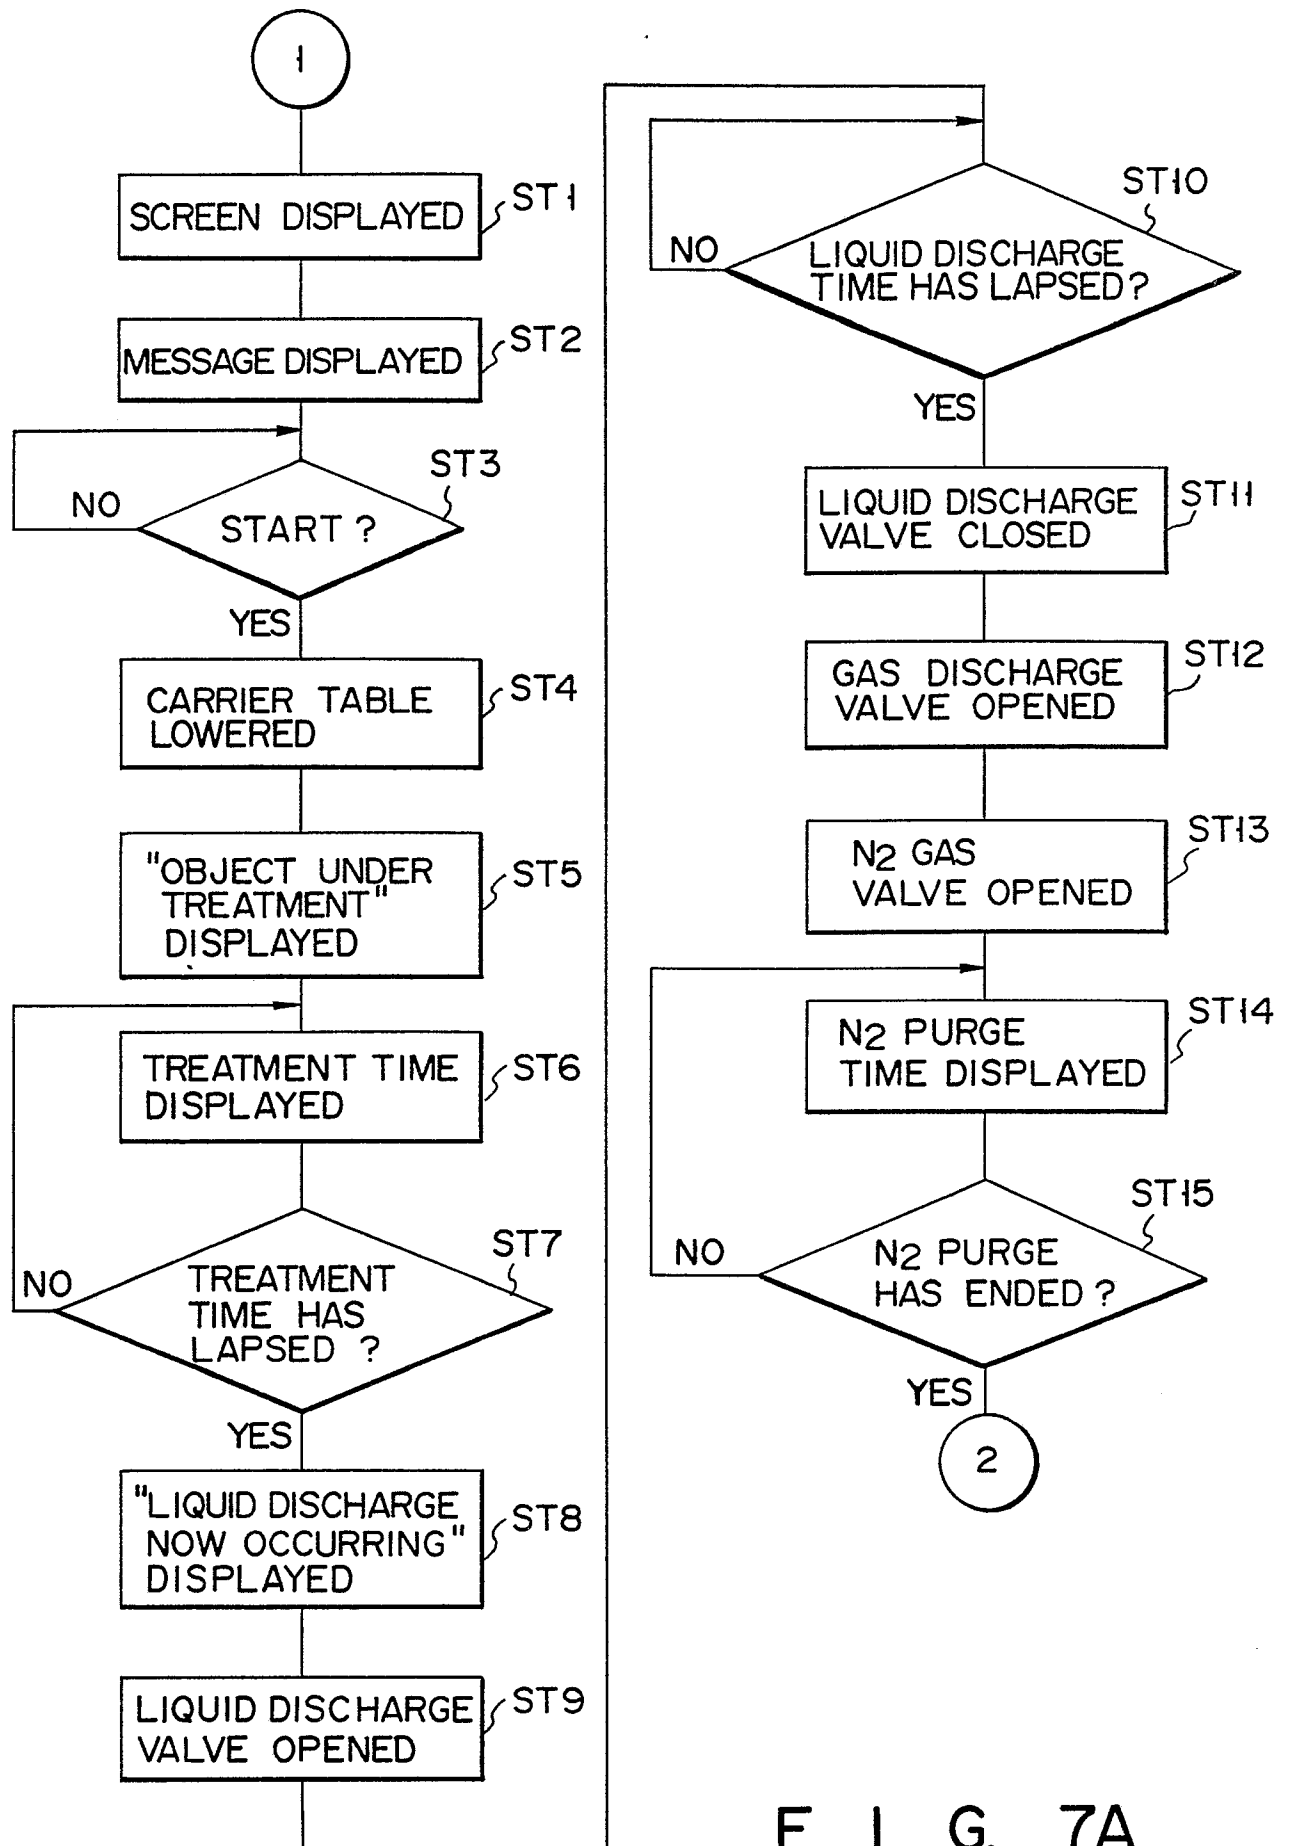 1
SCREEN DISPLAYED
ST1
MESSAGE DISPLAYED
ST2
START ?
ST3
NO
YES
CARRIER TABLE
LOWERED
ST4
"OBJECT UNDER
TREATMENT"
DISPLAYED
ST5
TREATMENT TIME
DISPLAYED
ST6
TREATMENT
TIME HAS
LAPSED ?
ST7
NO
YES
"LIQUID DISCHARGE
NOW OCCURRING"
DISPLAYED
ST8
LIQUID DISCHARGE
VALVE OPENED
ST9
LIQUID DISCHARGE
TIME HAS LAPSED?
ST10
NO
YES
LIQUID DISCHARGE
VALVE CLOSED
ST11
GAS DISCHARGE
VALVE OPENED
ST12
N2 GAS
VALVE OPENED
ST13
N2 PURGE
TIME DISPLAYED
ST14
N2 PURGE
HAS ENDED ?
ST15
NO
YES
2
F I G. 7A